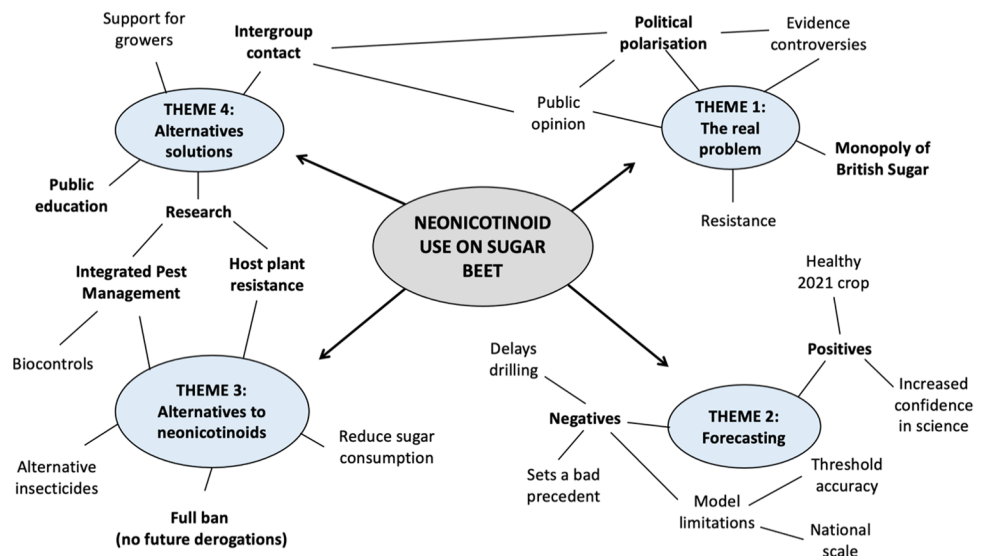 Support for
growers
Intergroup
contact
Political
polarisation
Evidence
controversies
THEME 4:
Alternatives
solutions
Public
opinion
THEME 1:
The real
problem
Monopoly of
British Sugar
Public
education
Research
Resistance
NEONICOTINOID
USE ON SUGAR
BEET
Integrated Pest
Management
Host plant
resistance
Healthy
2021 crop
Biocontrols
Delays
drilling
Positives
THEME 3:
Alternatives to
neonicotinoids
Increased
confidence
in science
Negatives
THEME 2:
Forecasting
Reduce sugar
consumption
Alternative
insecticides
Sets a bad
precedent
Threshold
accuracy
Model
limitations
Full ban
(no future derogations)
National
scale